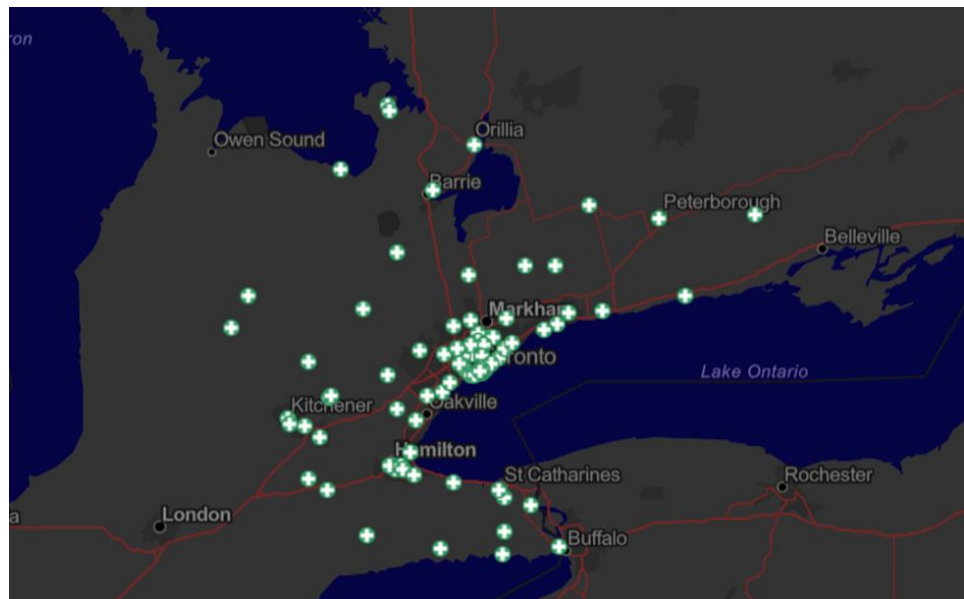 Owen Sound
Orillia
Barrie
Peterborough
Belleville
Lake Ontario
Kitchener
Oakville
Hamilton
St Catharines
Rochester
London
Buffalo